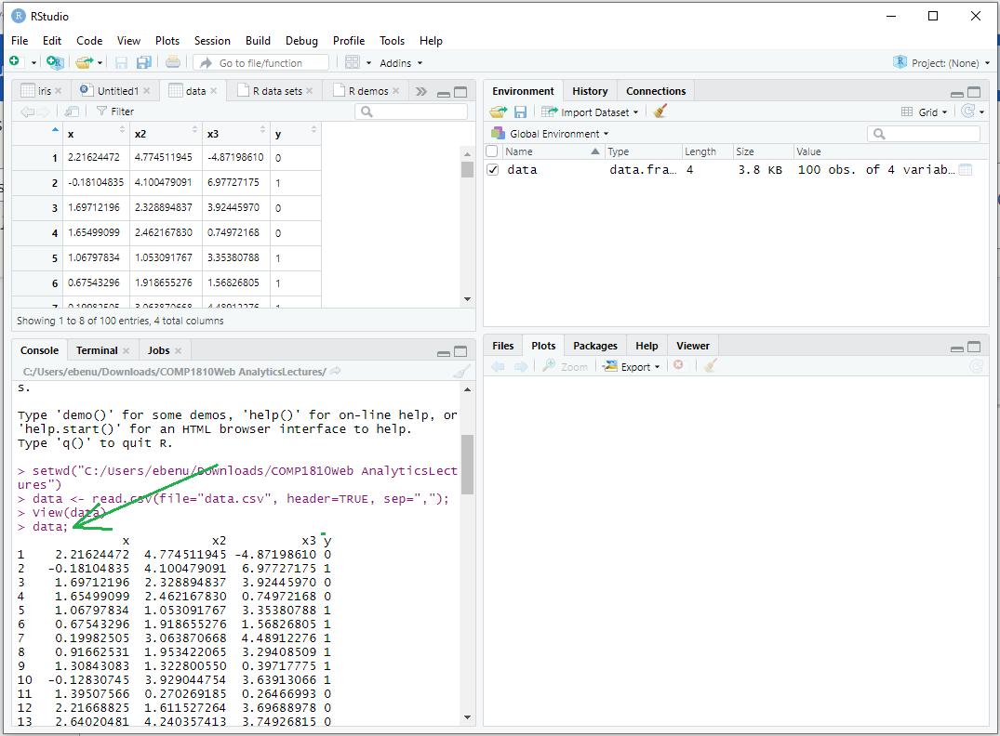 RStudio
File Edit Code View Plots Session Build Debug Profile Tools Help
Go to file/function Addins Project: (None)
iris Untitled1 data R data sets R demos
Filter
x x2 x3 y
1 2.21624472 4.774511945 -4.87198610 0
2 -0.18104835 4.100479091 6.97727175 1
3 1.69712196 2.328894837 3.92445970 0
4 1.65499099 2.462167830 0.74972168 0
5 1.06797834 1.053091767 3.35380788 1
6 0.67543296 1.918655276 1.56826805 1
7 0.19982505 3.063870668 4.48912276 1
Showing 1 to 8 of 100 entries, 4 total columns
Console Terminal Jobs
C:/Users/ebenu/Downloads/COMP1810Web AnalyticsLectures/
s.
Type 'demo()' for some demos, 'help()' for on-line help, or
'help.start()' for an HTML browser interface to help.
Type 'q()' to quit R.
> setwd("C:/Users/ebenu/Downloads/COMP1810Web AnalyticsLect
ures")
> data <- read.csv(file="data.csv", header=TRUE, sep=",");
> View(data)
> data;
x x2 x3 y
1 2.21624472 4.774511945 -4.87198610 0
2 -0.18104835 4.100479091 6.97727175 1
3 1.69712196 2.328894837 3.92445970 0
4 1.65499099 2.462167830 0.74972168 0
5 1.06797834 1.053091767 3.35380788 1
6 0.67543296 1.918655276 1.56826805 1
7 0.19982505 3.063870668 4.48912276 1
8 0.91662531 1.953422065 3.29408509 1
9 1.30843083 1.322800550 0.39717775 1
10 -0.12830745 3.929044754 3.63913066 1
11 1.39507566 0.270269185 0.26466993 0
12 2.21668825 1.611527264 3.69688978 0
13 2.64020481 4.240357413 3.74926815 0
Environment History Connections
Import Dataset Grid
Global Environment
Name Type Length Size Value
data data.fra… 4 3.8 KB 100 obs. of 4 variab…
Files Plots Packages Help Viewer
Zoom Export